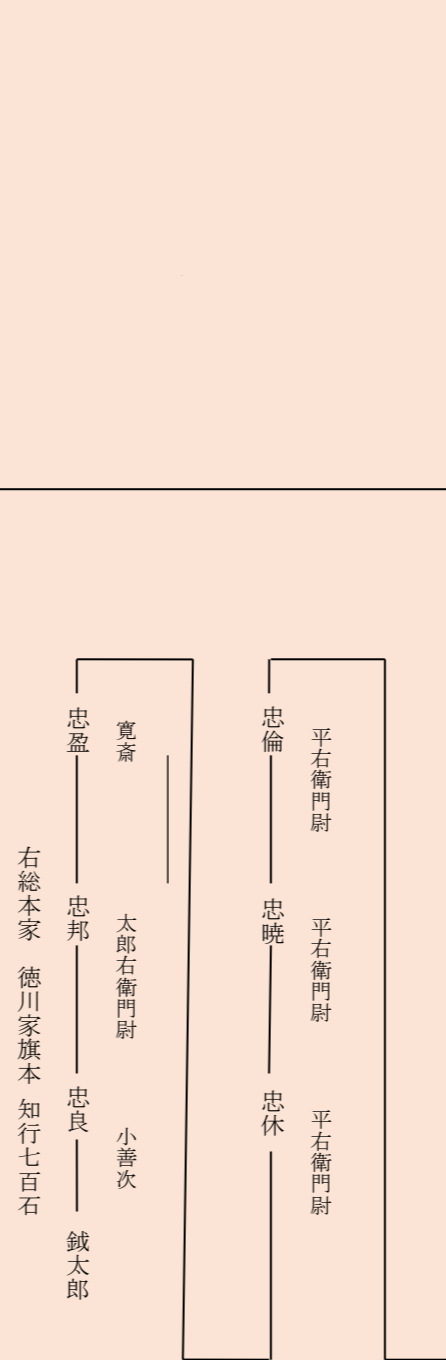 平右衛門尉
忠倫
平右衛門尉
忠暁
平右衛門尉
忠休
寛斎
忠盈
太郎右衛門尉
忠邦
小善次
忠良
鉞太郎
右総本家 徳川家旗本 知行七百石